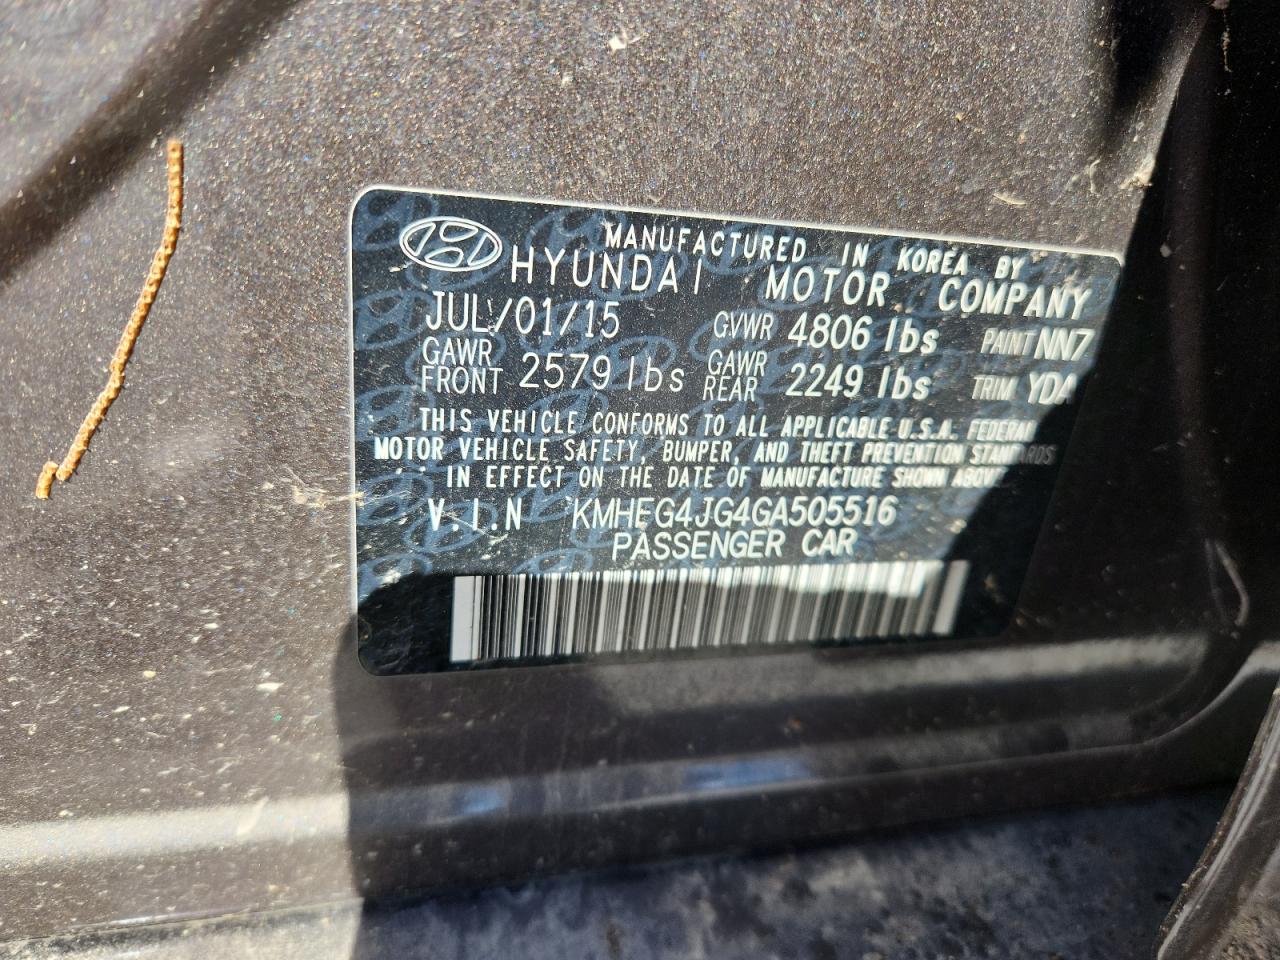 MANUFACTURED IN KOREA BY
HYUNDAI MOTOR COMPANY
JUL/01/15 GVWR 4806 lbs PAINT NN7
GAWR FRONT 2579 lbs GAWR REAR 2249 lbs TRIM YDA
THIS VEHICLE CONFORMS TO ALL APPLICABLE U.S.A. FEDERAL
MOTOR VEHICLE SAFETY, BUMPER, AND THEFT PREVENTION STANDARDS
IN EFFECT ON THE DATE OF MANUFACTURE SHOWN ABOVE
V.I.N KMHFG4JG4GA505516
PASSENGER CAR